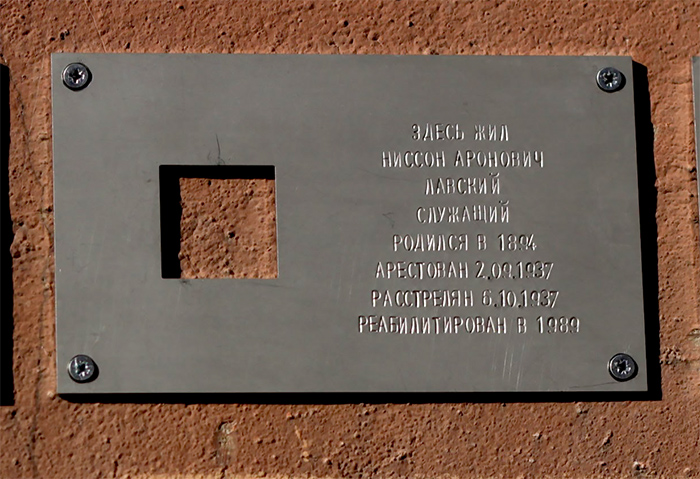 ЗДЕСЬ ЖИЛ
НИССОН АРОНОВИЧ
ЛАВСКИЙ
СЛУЖАЩИЙ
РОДИЛСЯ В 1894
АРЕСТОВАН 2.09.1937
РАССТРЕЛЯН 6.10.1937
РЕАБИЛИТИРОВАН В 1989